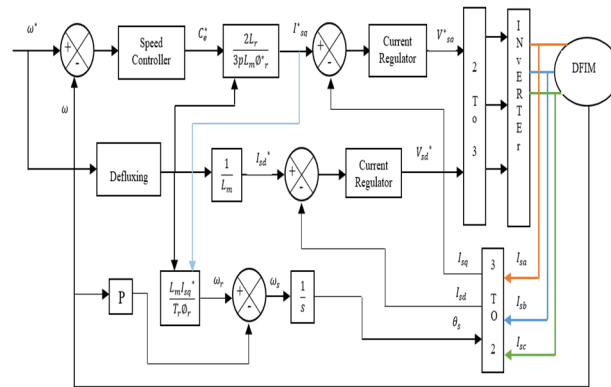 ω*
+
-
Speed
Controller
C*e
2Lr
3pLmØ*r
I*sq
+
-
Current
Regulator
V*sa
2
T
o
3
I
N
v
E
R
T
E
r
DFIM
ω
Defluxing
1
Lm
Isd*
+
-
Current
Regulator
Vsd*
P
LmIsq*
TrØr
ωr
+
-
ωs
1
s
Isq
Isd
θs
3
TO
2
Isa
Isb
Isc